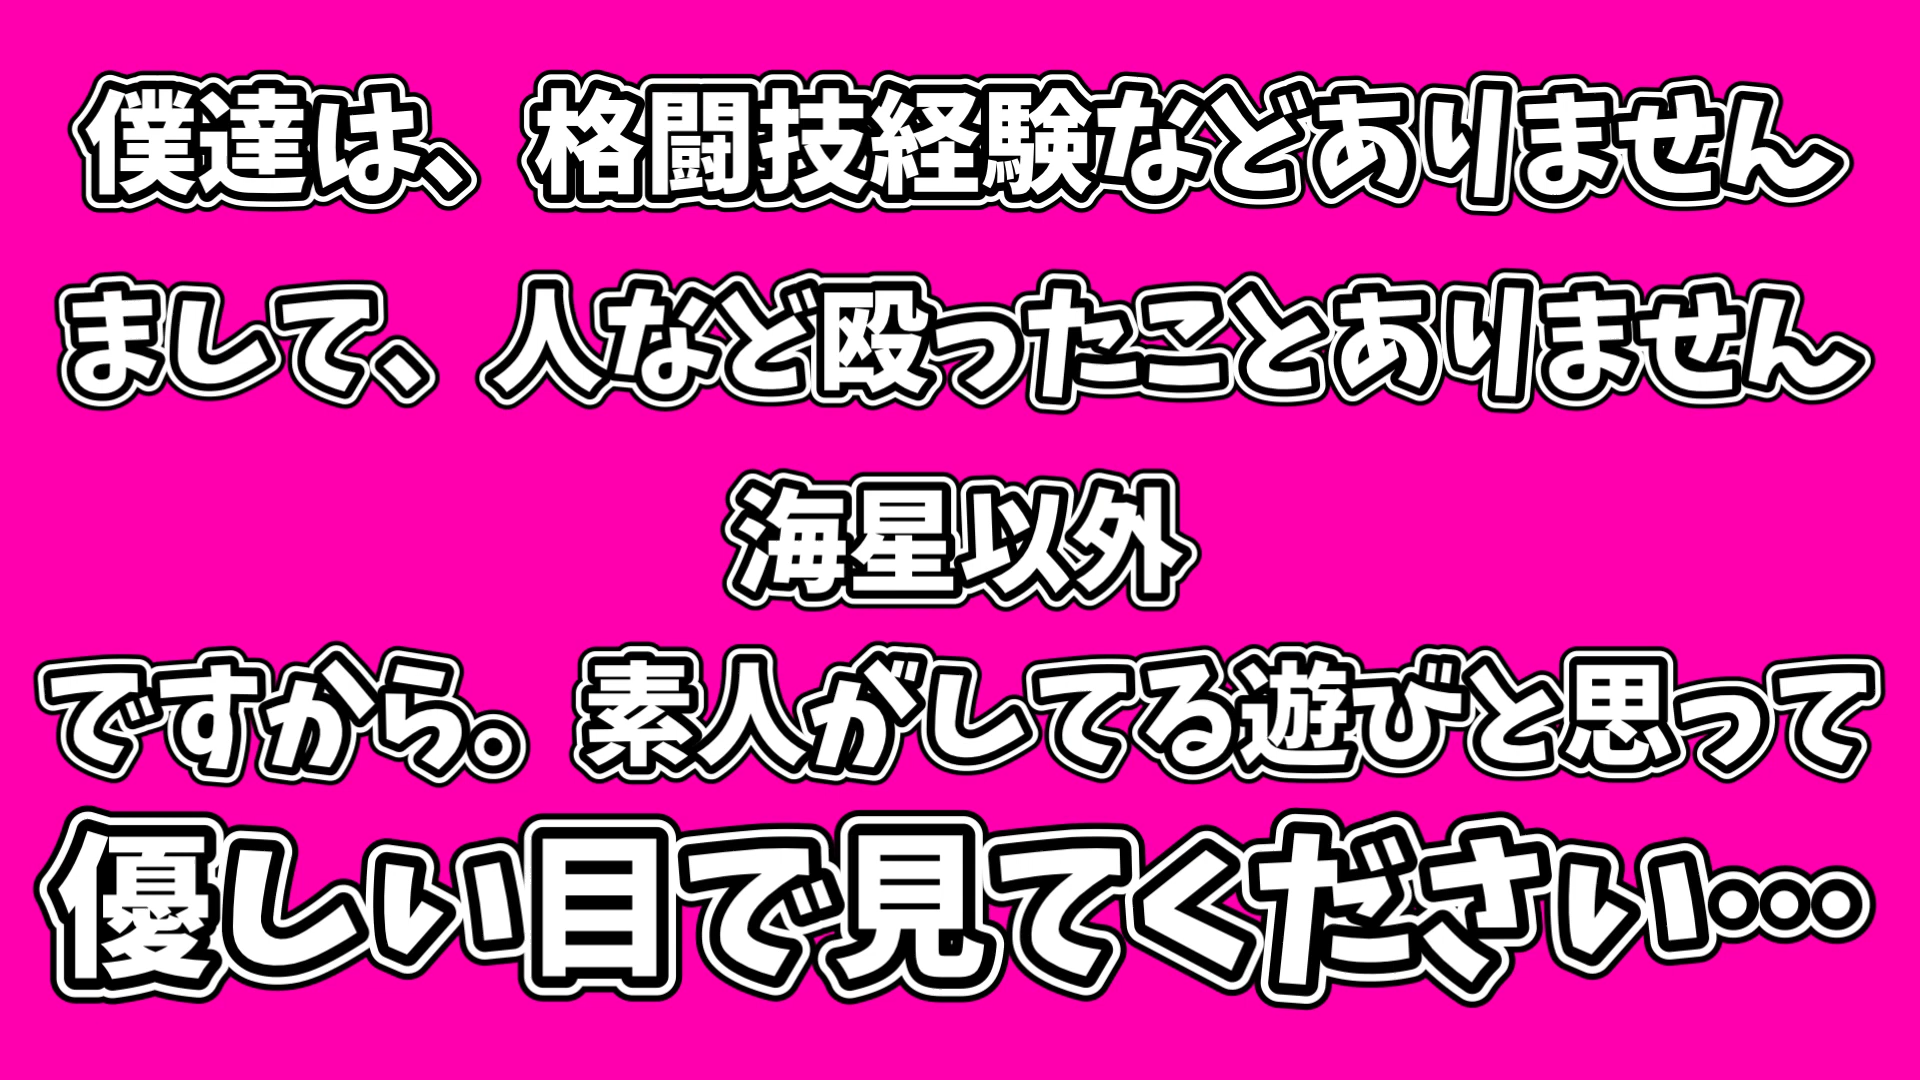 僕達は、格闘技経験などありません
まして、人など殴ったことありません
海星以外
ですから。素人がしてる遊びと思って
優しい目で見てください…